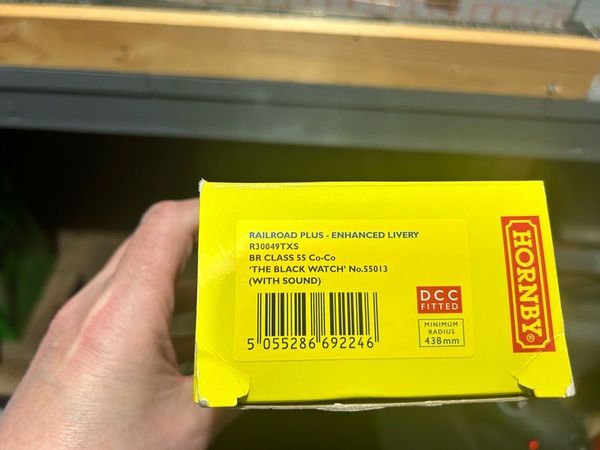 RAILROAD PLUS - ENHANCED LIVERY
R30049TXS
BR CLASS 55 Co-Co
'THE BLACK WATCH' No.55013
(WITH SOUND)
5 055286 692246
DCC
FITTED
MINIMUM
RADIUS
438mm
HORNBY®